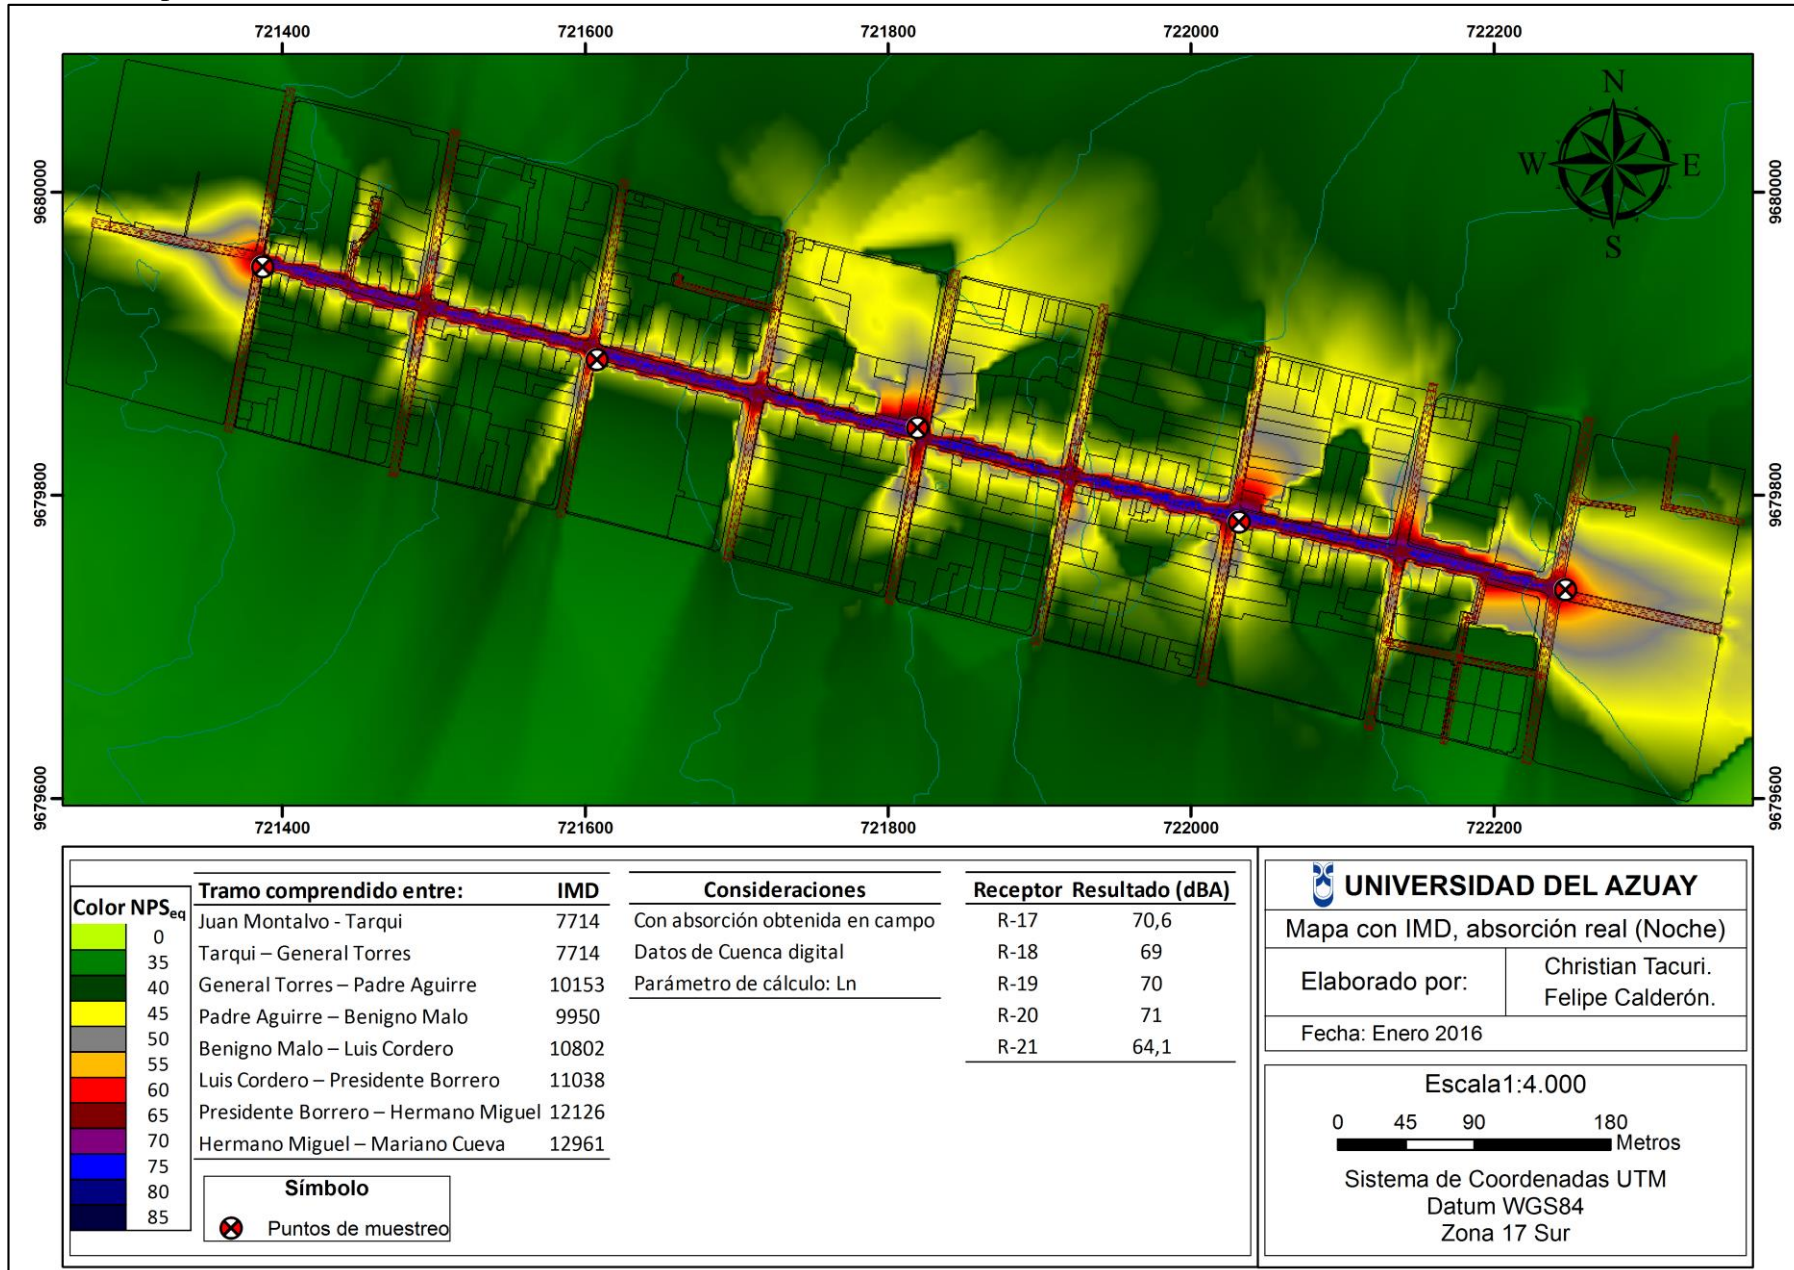 721400 721600 721800 722000 722200
9680000 9680000
9679800 9679800
9679600 9679600
N
W E
S
721400 721600 721800 722000 722200
Color NPSeq
0
35
40
45
50
55
60
65
70
75
80
85
Tramo comprendido entre: IMD
Juan Montalvo - Tarqui 7714
Tarqui – General Torres 7714
General Torres – Padre Aguirre 10153
Padre Aguirre – Benigno Malo 9950
Benigno Malo – Luis Cordero 10802
Luis Cordero – Presidente Borrero 11038
Presidente Borrero – Hermano Miguel 12126
Hermano Miguel – Mariano Cueva 12961
Símbolo
Puntos de muestreo
Consideraciones
Con absorción obtenida en campo
Datos de Cuenca digital
Parámetro de cálculo: Ln
Receptor Resultado (dBA)
R-17 70,6
R-18 69
R-19 70
R-20 71
R-21 64,1
UNIVERSIDAD DEL AZUAY
Mapa con IMD, absorción real (Noche)
Elaborado por:
Christian Tacuri.
Felipe Calderón.
Fecha: Enero 2016
Escala1:4.000
0 45 90 180
Metros
Sistema de Coordenadas UTM
Datum WGS84
Zona 17 Sur